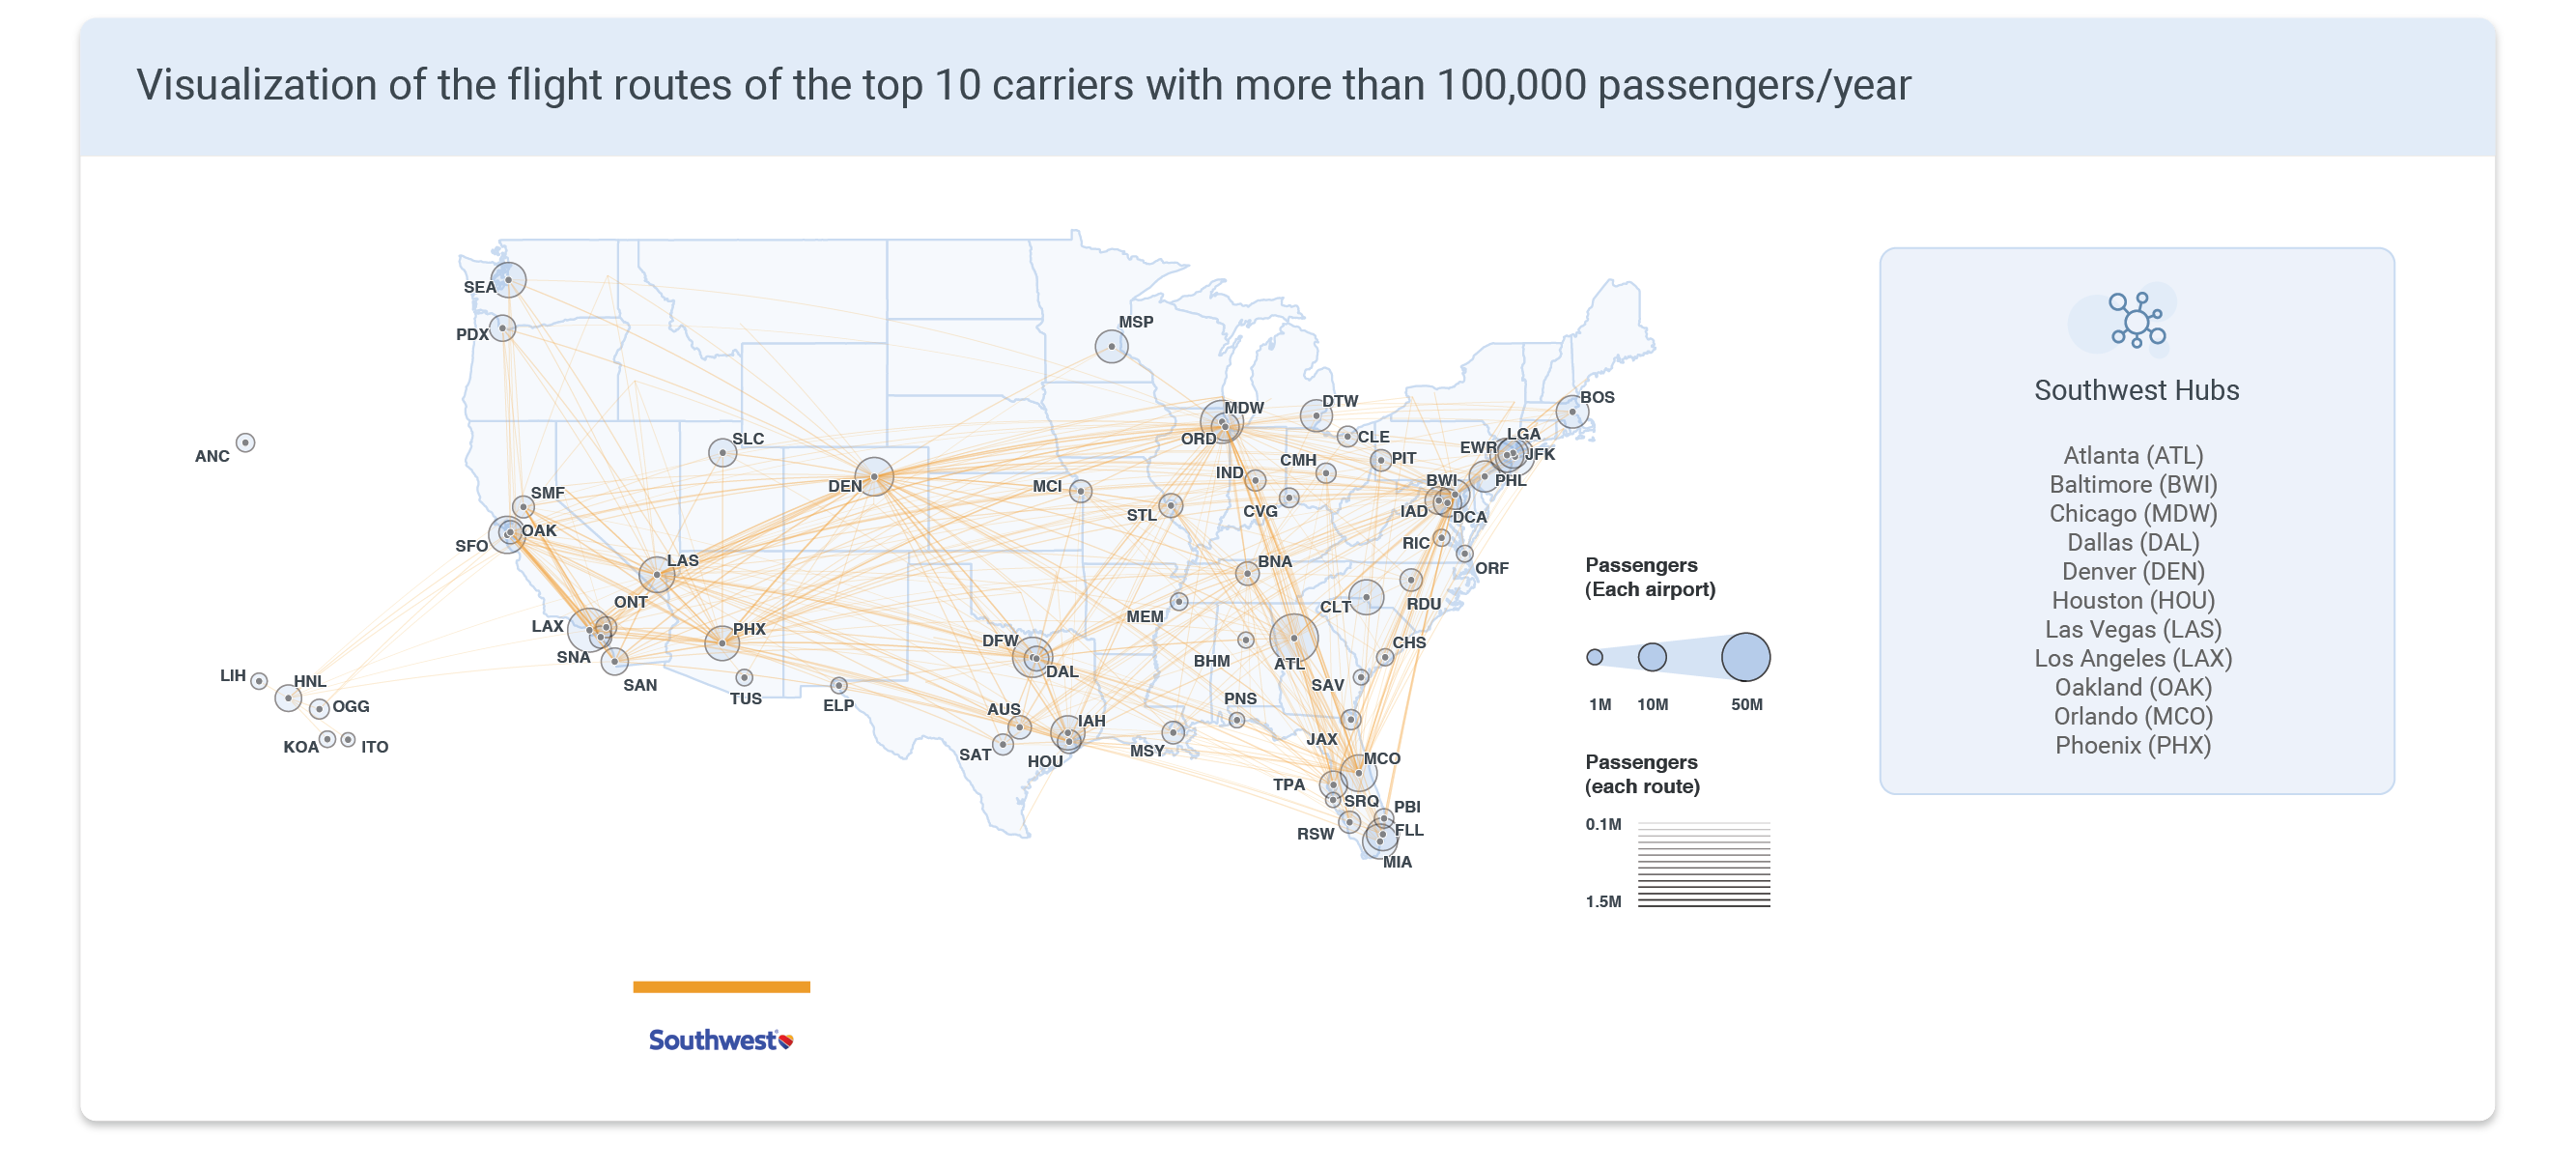 Visualization of the flight routes of the top 10 carriers with more than 100,000 passengers/year
SEA
PDX
MSP
ANC
SLC
DEN
SMF
OAK
SFO
LAS
ONT
LAX
SNA
SAN
PHX
TUS
ELP
LIH
HNL
OGG
KOA
ITO
MCI
STL
MDW
ORD
DTW
CLE
IND
CMH
PIT
CVG
EWR
LGA
JFK
BOS
BWI
PHL
IAD
DCA
RIC
ORF
BNA
MEM
CLT
RDU
BHM
ATL
CHS
SAV
DFW
DAL
AUS
IAH
SAT
HOU
MSY
PNS
JAX
MCO
TPA
SRQ
PBI
RSW
FLL
MIA
Passengers
(Each airport)
1M 10M 50M
Passengers
(each route)
0.1M
1.5M
Southwest Hubs
Atlanta (ATL)
Baltimore (BWI)
Chicago (MDW)
Dallas (DAL)
Denver (DEN)
Houston (HOU)
Las Vegas (LAS)
Los Angeles (LAX)
Oakland (OAK)
Orlando (MCO)
Phoenix (PHX)
Southwest